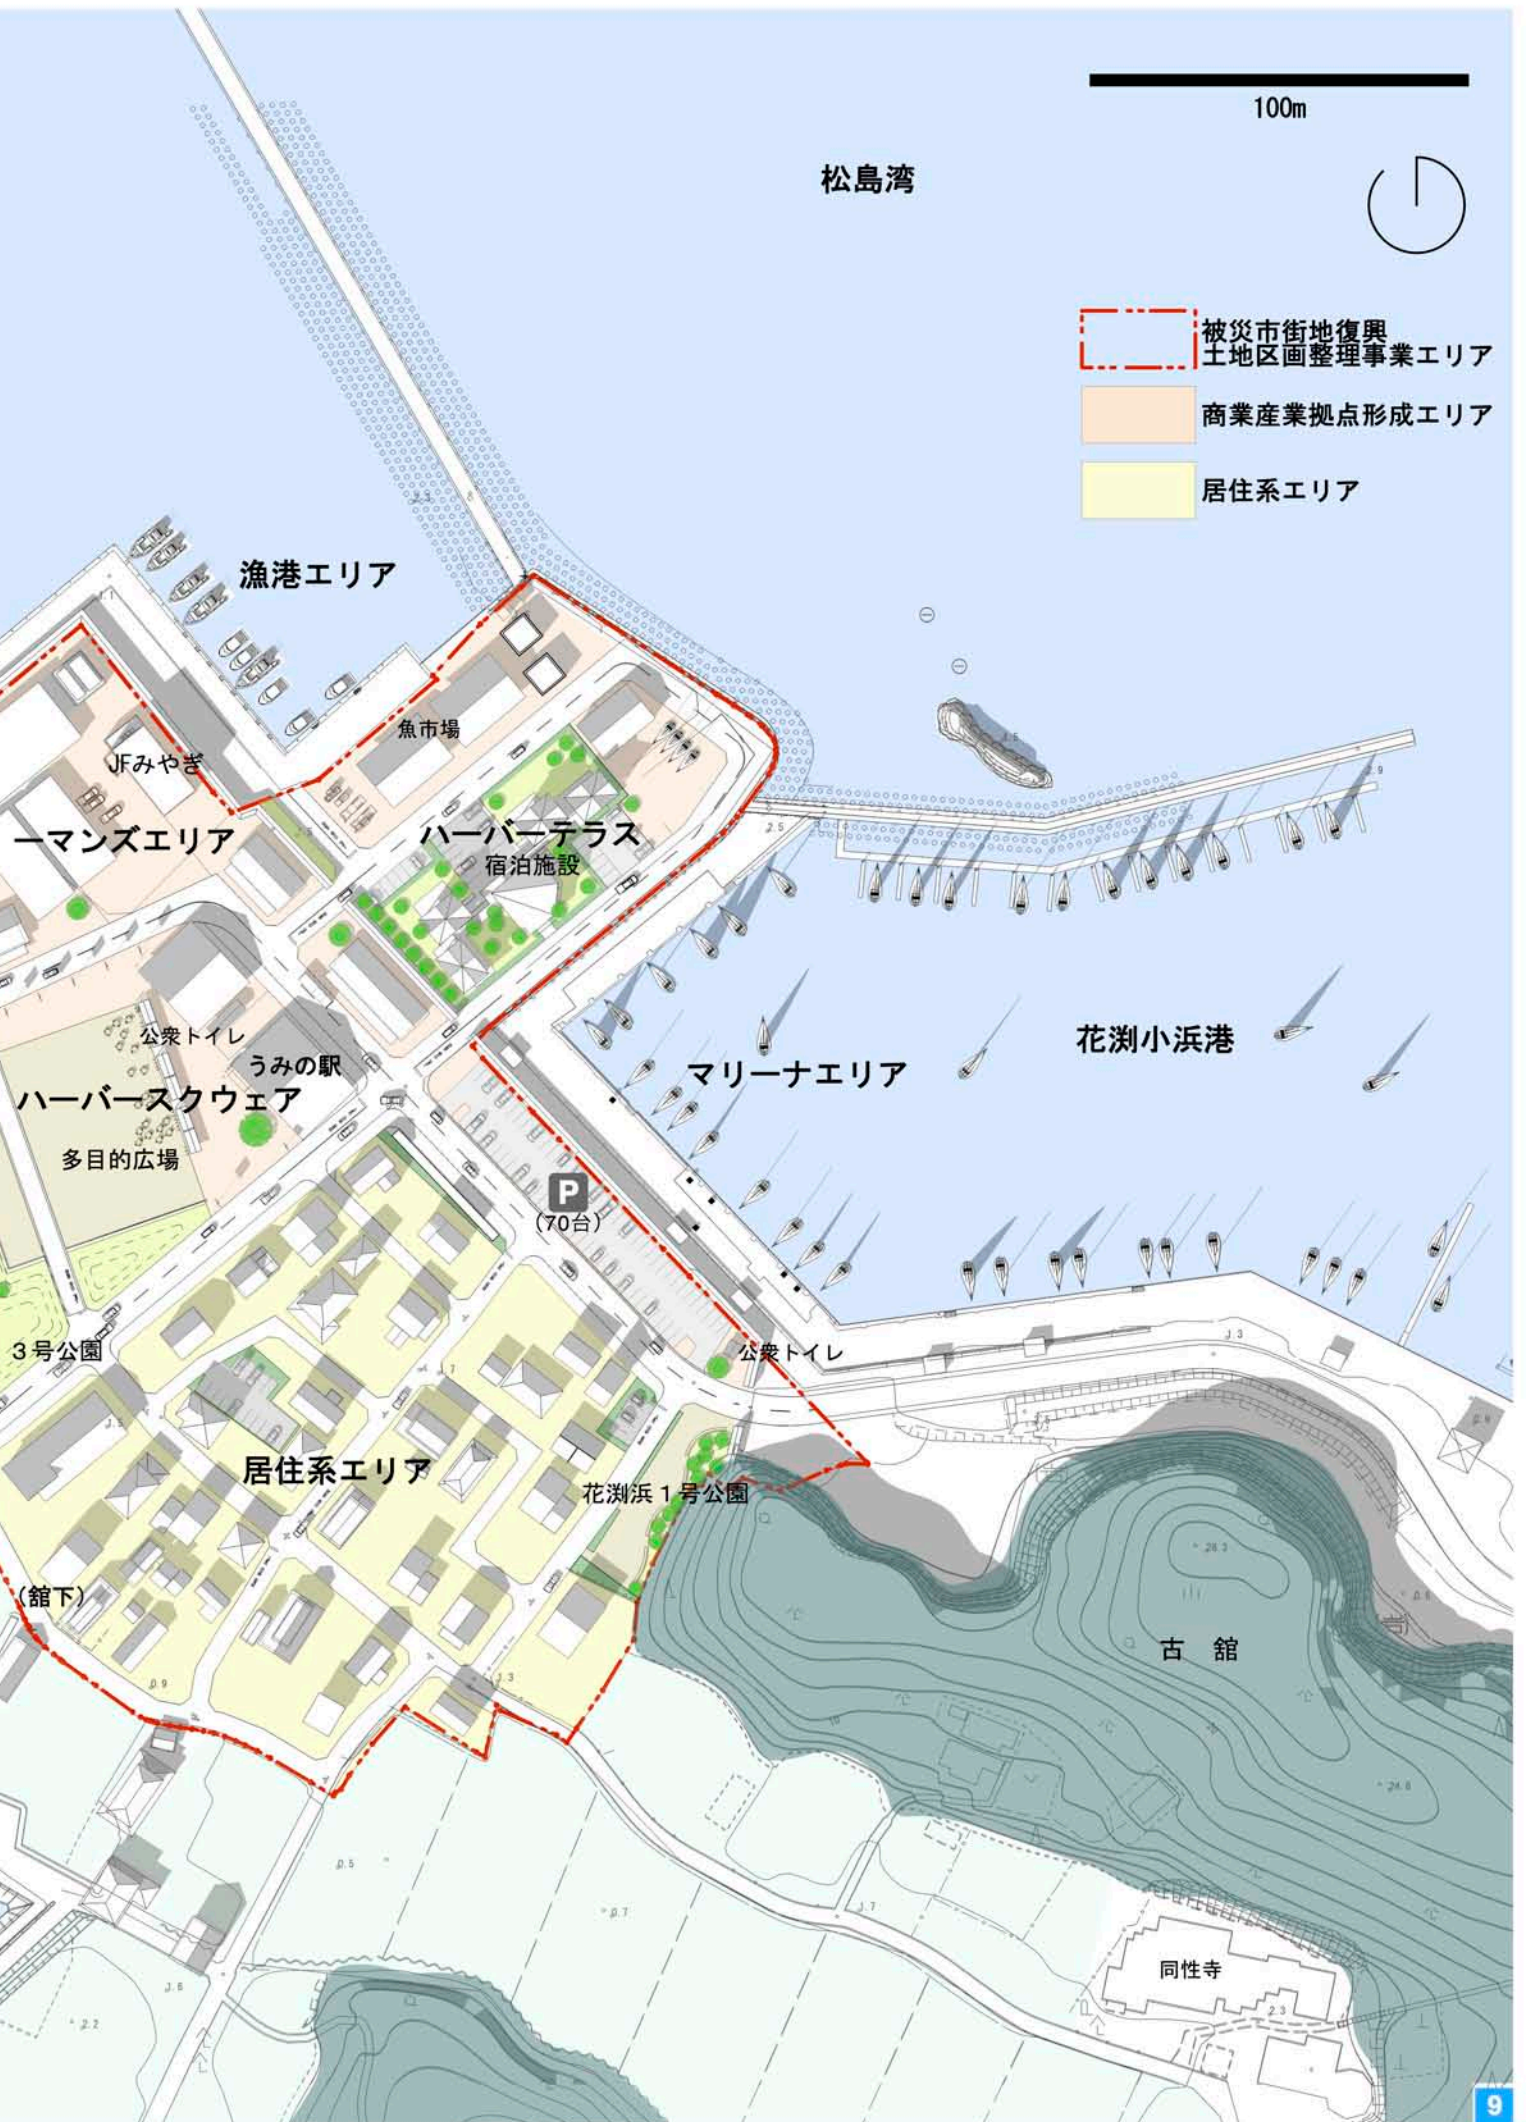 100m
松島湾
被災市街地復興
土地区画整理事業エリア
商業産業拠点形成エリア
居住系エリア
漁港エリア
魚市場
JFみやぎ
ーマンズエリア
ハーバーテラス
宿泊施設
公衆トイレ
うみの駅
ハーバースクウェア
多目的広場
マリーナエリア
花渕小浜港
P
(70台)
3号公園
公衆トイレ
居住系エリア
花渕浜1号公園
(舘下)
古 舘
同性寺
9